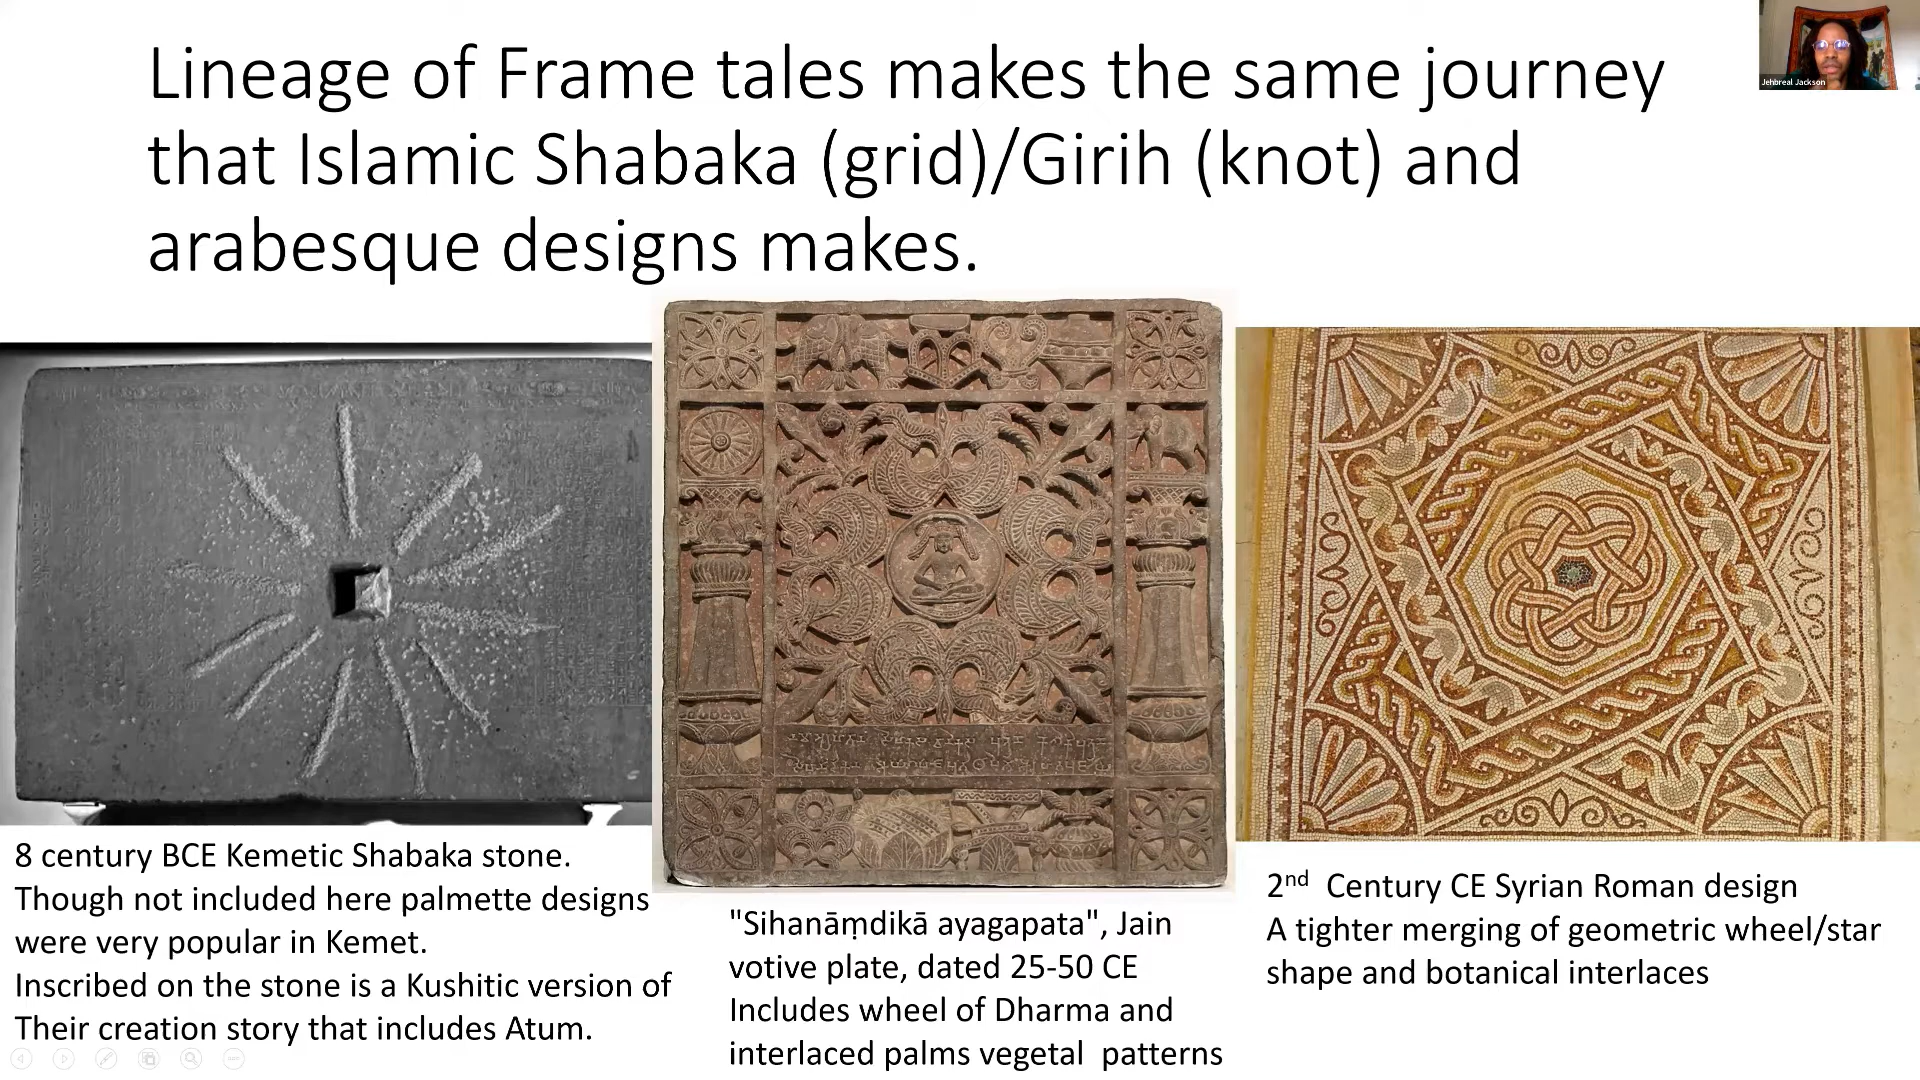 Lineage of Frame tales makes the same journey
that Islamic Shabaka (grid)/Girih (knot) and
arabesque designs makes.
Jehbreal Jackson
8 century BCE Kemetic Shabaka stone.
Though not included here palmette designs
were very popular in Kemet.
Inscribed on the stone is a Kushitic version of
Their creation story that includes Atum.
"Sihanāṃdikā ayagapata", Jain
votive plate, dated 25-50 CE
Includes wheel of Dharma and
interlaced palms vegetal  patterns
2nd  Century CE Syrian Roman design
A tighter merging of geometric wheel/star
shape and botanical interlaces